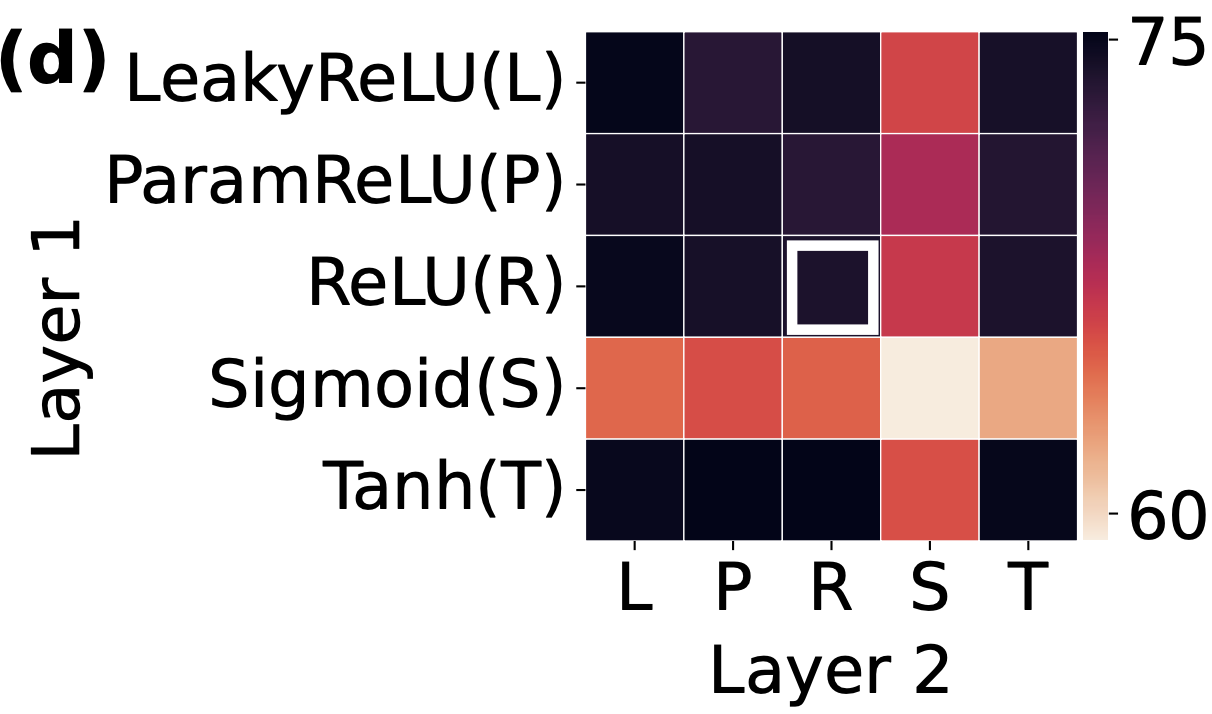 (d)
LeakyReLU(L)
ParamReLU(P)
ReLU(R)
Sigmoid(S)
Tanh(T)
Layer 1
L P R S T
Layer 2
75
60